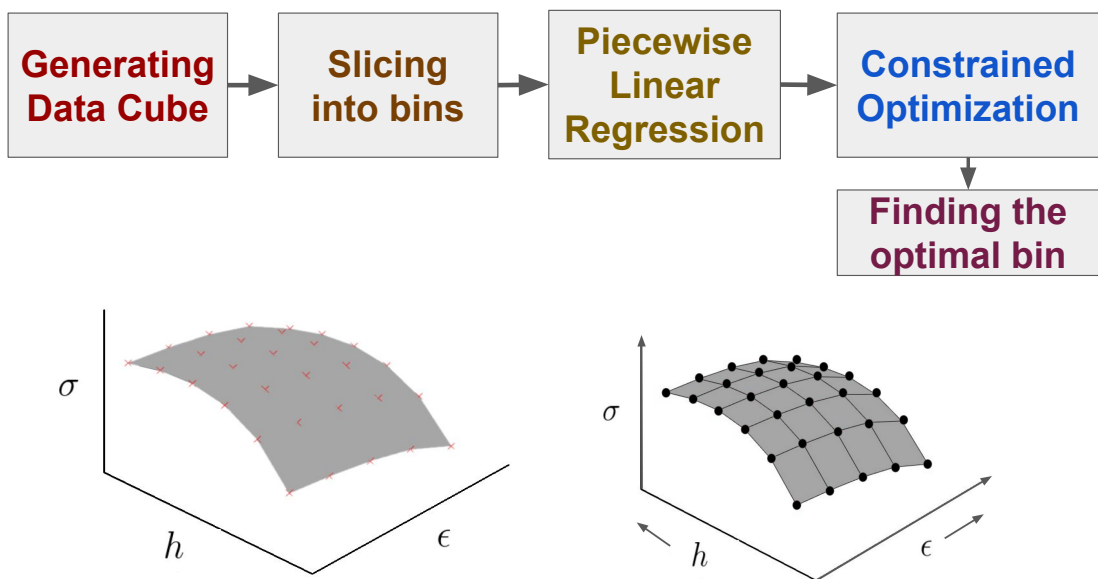 Generating
Data Cube
Slicing
into bins
Piecewise
Linear
Regression
Constrained
Optimization
Finding the
optimal bin
σ
h
ϵ
σ
h
ϵ